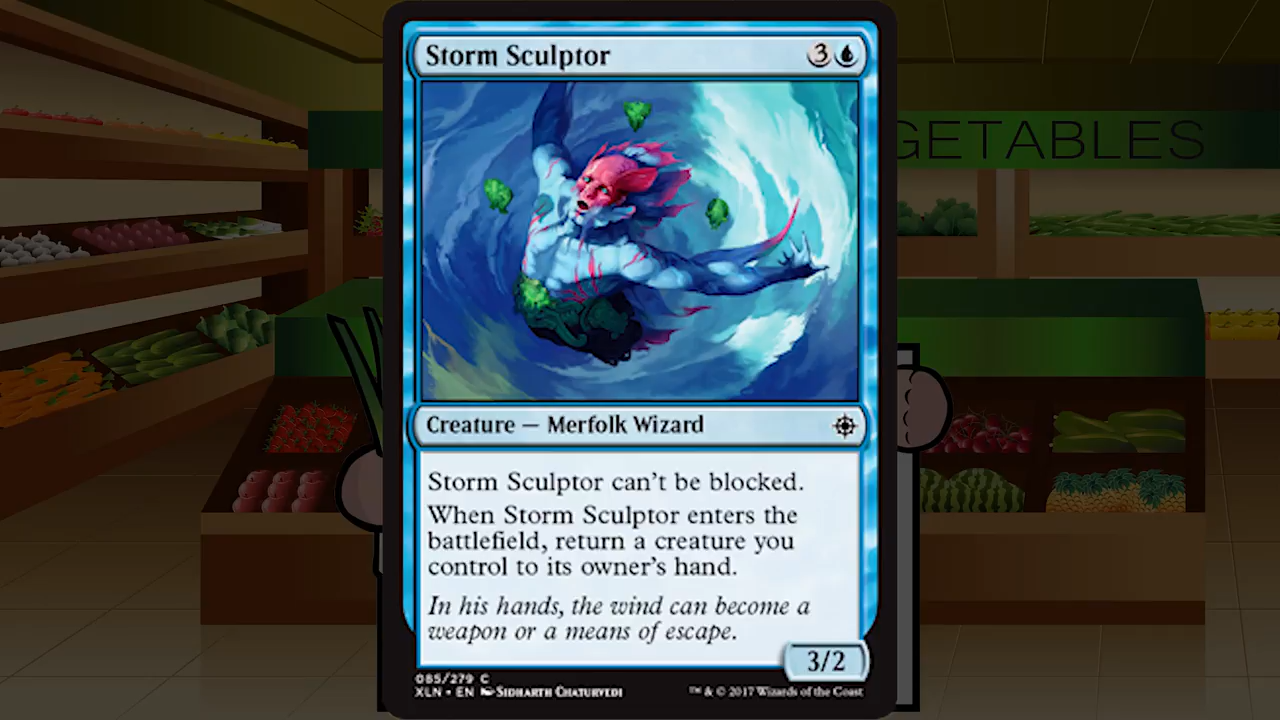 Storm Sculptor 3
GETABLES
Creature — Merfolk Wizard
Storm Sculptor can't be blocked.
When Storm Sculptor enters the
battlefield, return a creature you
control to its owner's hand.
In his hands, the wind can become a
weapon or a means of escape.
3/2
085/279 C
XLN • EN Sidharth Chaturvedi
™ & © 2017 Wizards of the Coast